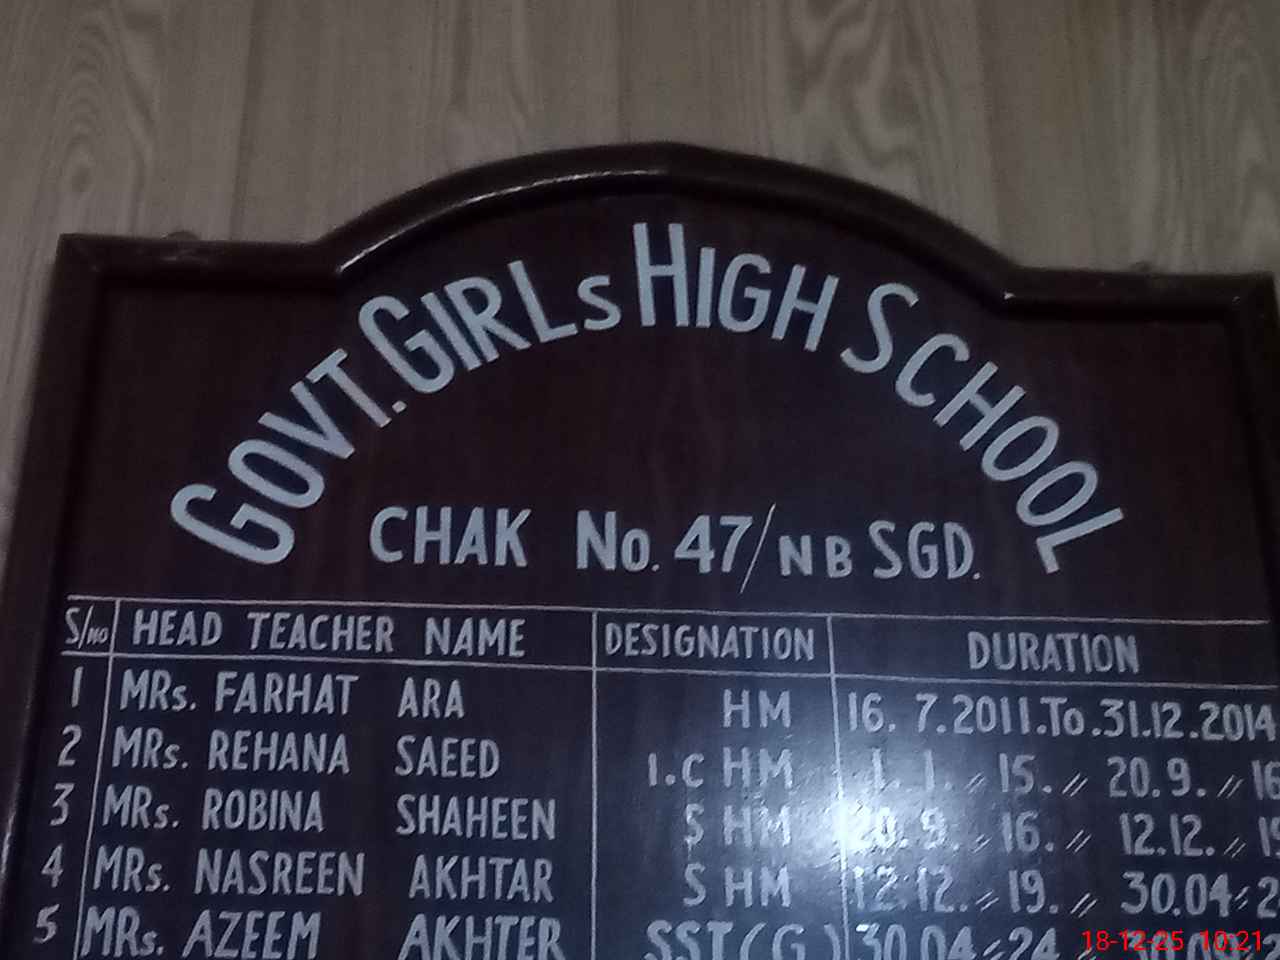 GOVT. GIRLS HIGH SCHOOL
CHAK No. 47/NB SGD.
S/NO HEAD TEACHER NAME DESIGNATION DURATION
1 MRs. FARHAT ARA HM 16. 7.2011.To.31.12.2014
2 MRs. REHANA SAEED I.C HM 1. 1.〃 15. 〃 20.9. 〃 16
3 MRs. ROBINA SHAHEEN S HM 20. 9. 〃 16. 〃 12.12. 〃
4 MRs. NASREEN AKHTAR S HM 12.12. 〃 19. 〃 30.04 〃
5 MRs. AZEEM AKHTER SST(G) 30.04 〃 24
18-12-25 10:21